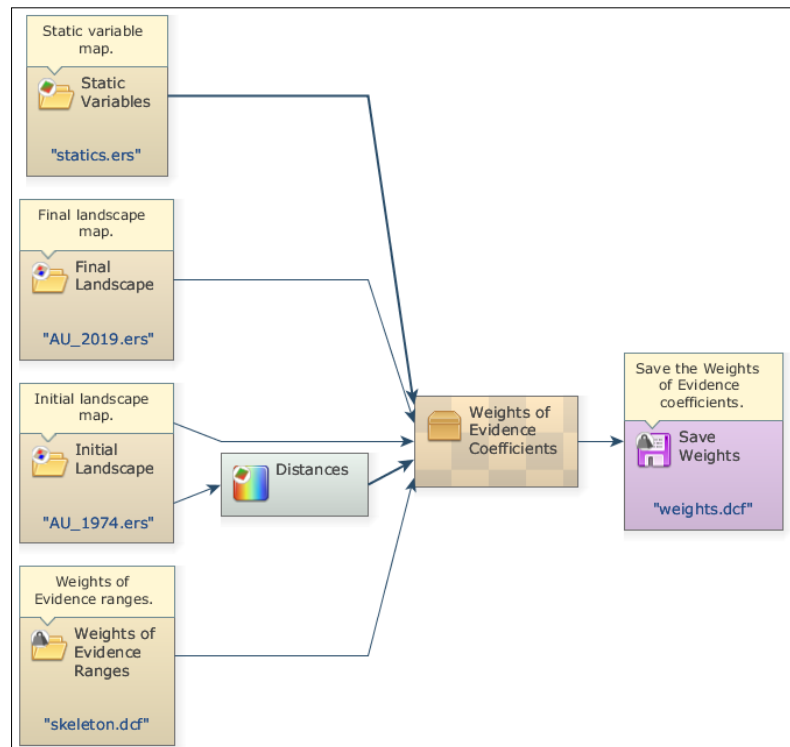 Static variable
map.
Static
Variables
"statics.ers"
Final landscape
map.
Final
Landscape
"AU_2019.ers"
Initial landscape
map.
Initial
Landscape
"AU_1974.ers"
Distances
Weights of
Evidence ranges.
Weights of
Evidence
Ranges
"skeleton.dcf"
Weights of
Evidence
Coefficients
Save the Weights
of Evidence
coefficients.
Save
Weights
"weights.dcf"